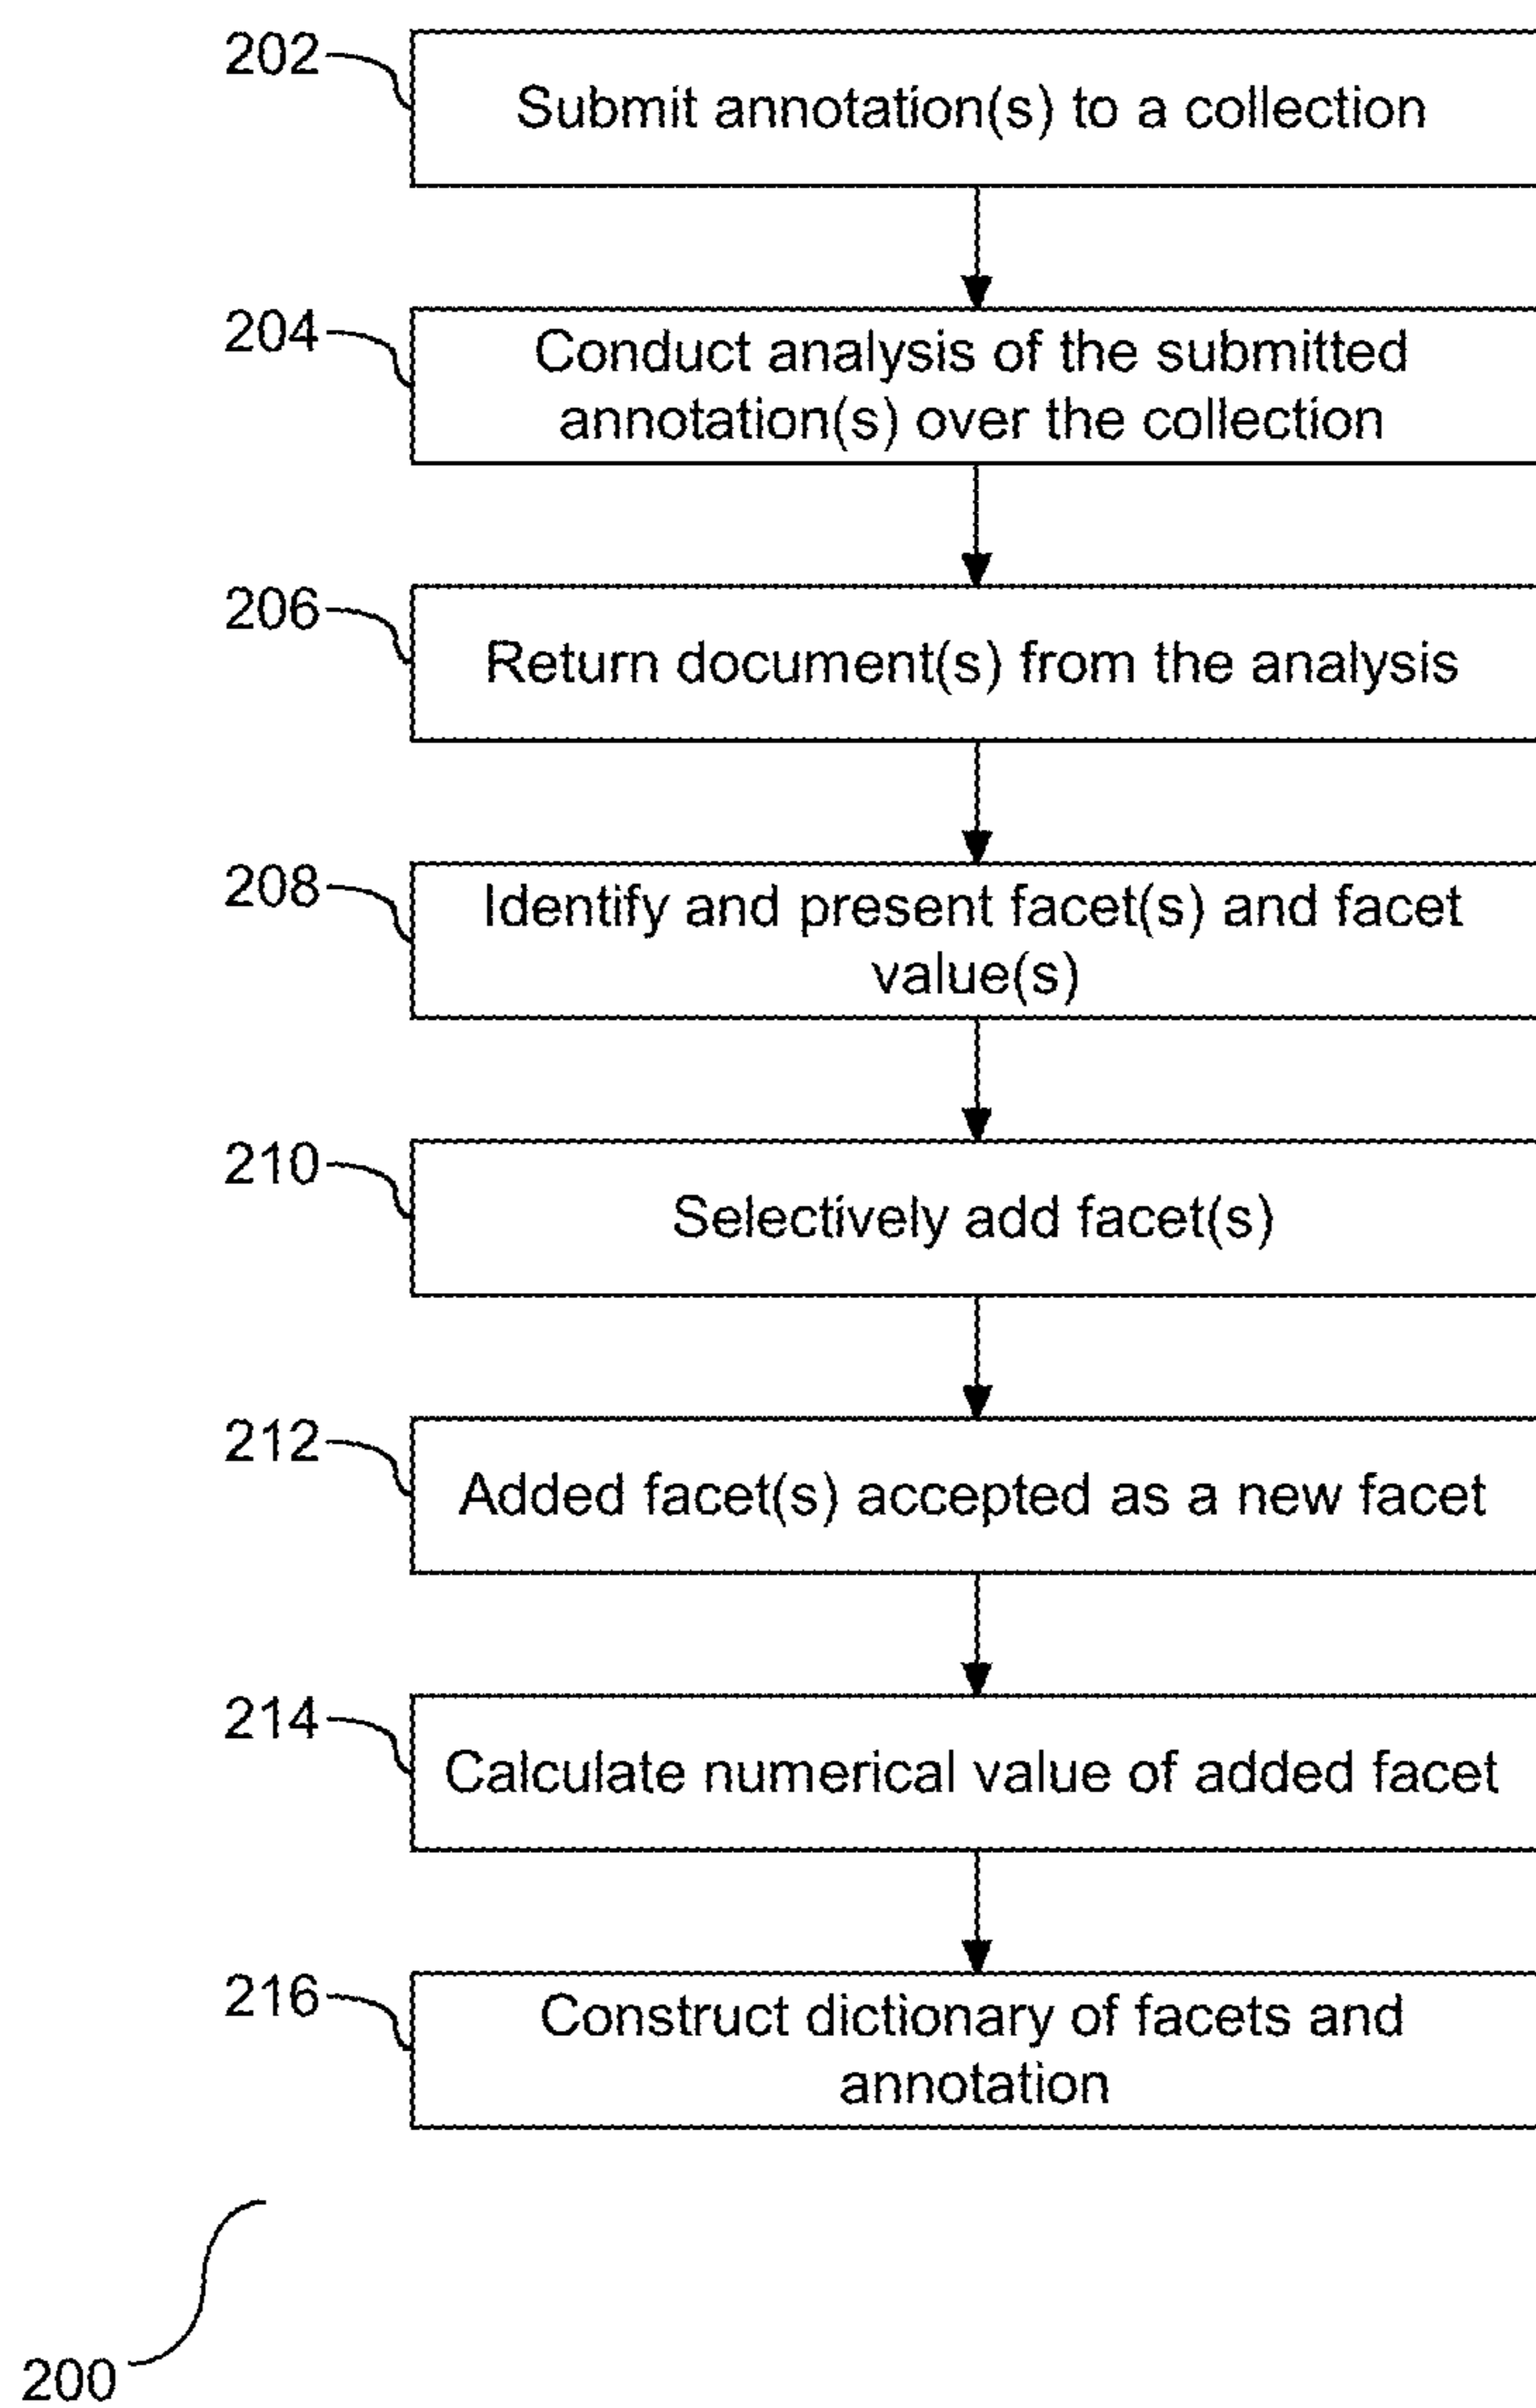 202
Submit annotation(s) to a collection
204
Conduct analysis of the submitted
annotation(s) over the collection
206
Return document(s) from the analysis
208
Identify and present facet(s) and facet
value(s)
210
Selectively add facet(s)
212
Added facet(s) accepted as a new facet
214
Calculate numerical value of added facet
216
Construct dictionary of facets and
annotation
200